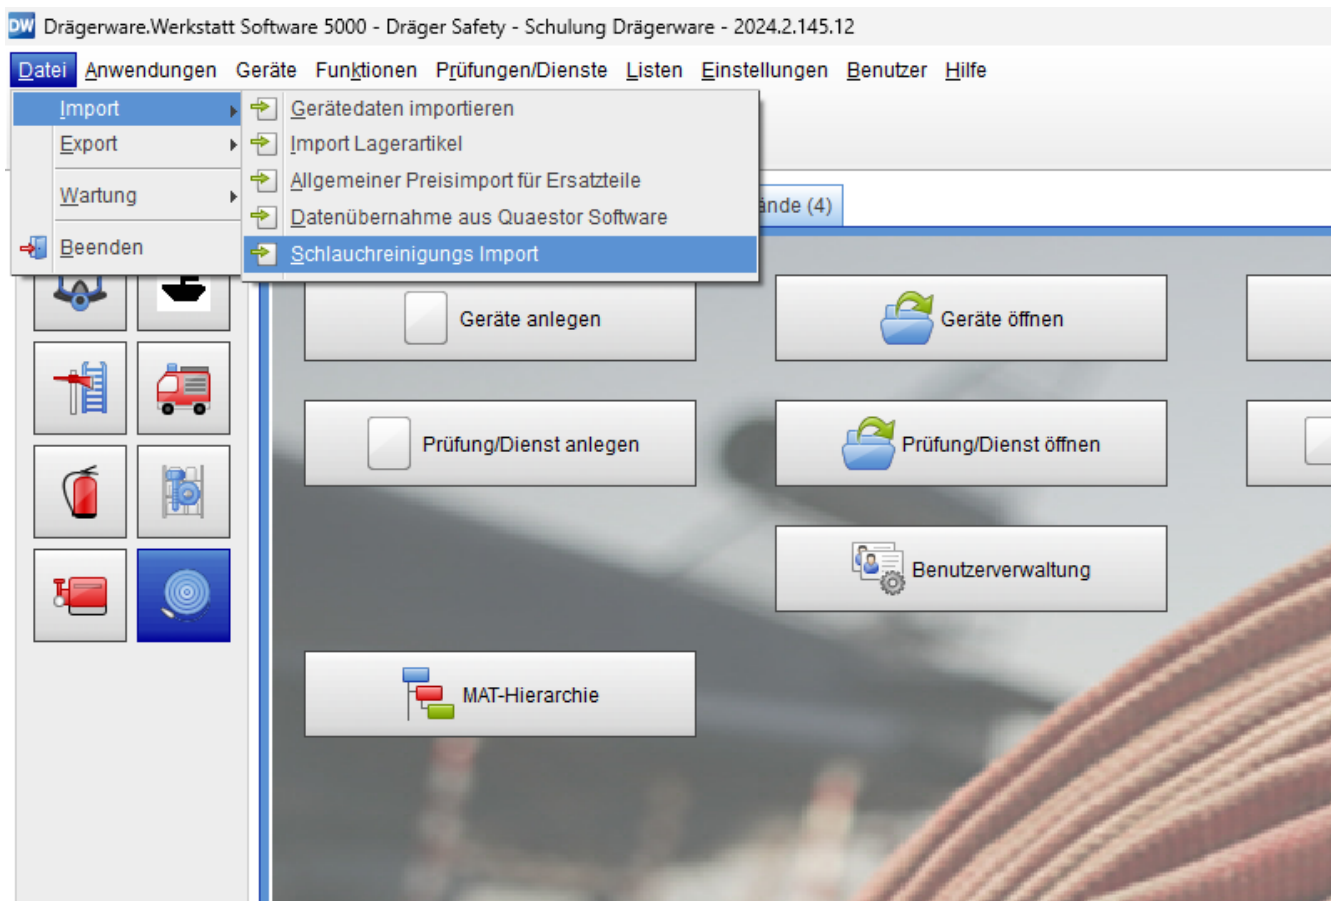 DW Drägerware.Werkstatt Software 5000 - Dräger Safety - Schulung Drägerware - 2024.2.145.12
Datei Anwendungen Geräte Funktionen Prüfungen/Dienste Listen Einstellungen Benutzer Hilfe
Import
Export
Wartung
Beenden
Gerätedaten importieren
Import Lagerartikel
Allgemeiner Preisimport für Ersatzteile
Datenübernahme aus Quaestor Software
Schlauchreinigungs Import
ände (4)
Geräte anlegen
Geräte öffnen
Prüfung/Dienst anlegen
Prüfung/Dienst öffnen
Benutzerverwaltung
MAT-Hierarchie